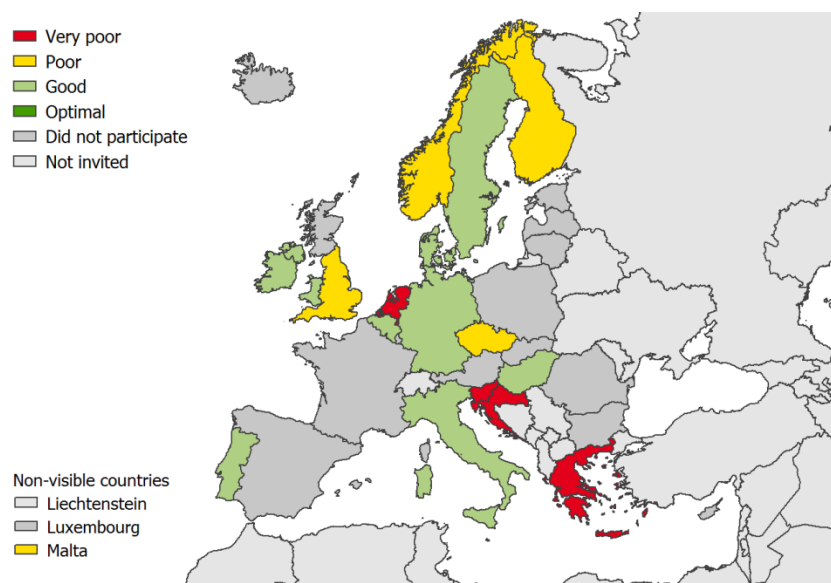 Very poor
Poor
Good
Optimal
Did not participate
Not invited
Non-visible countries
Liechtenstein
Luxembourg
Malta